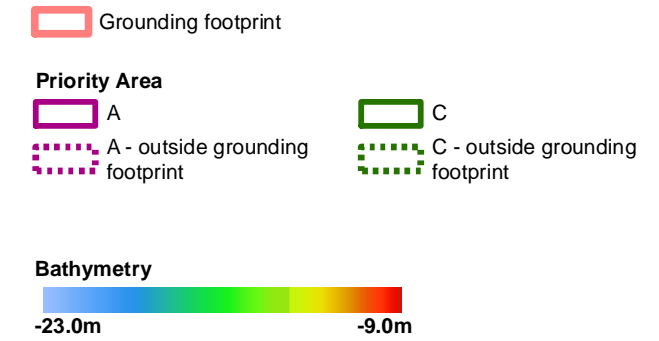 Grounding footprint
Priority Area
A
C
A - outside grounding
footprint
C - outside grounding
footprint
Bathymetry
-23.0m
-9.0m